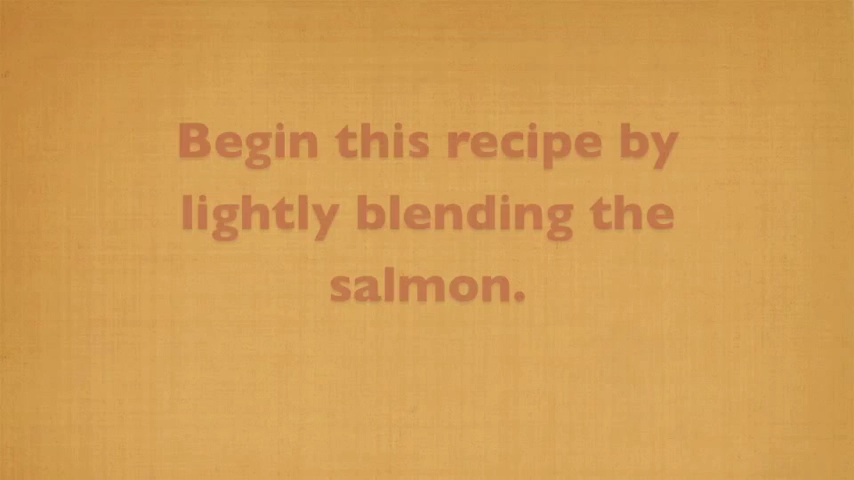 Begin this recipe by
lightly blending the
salmon.